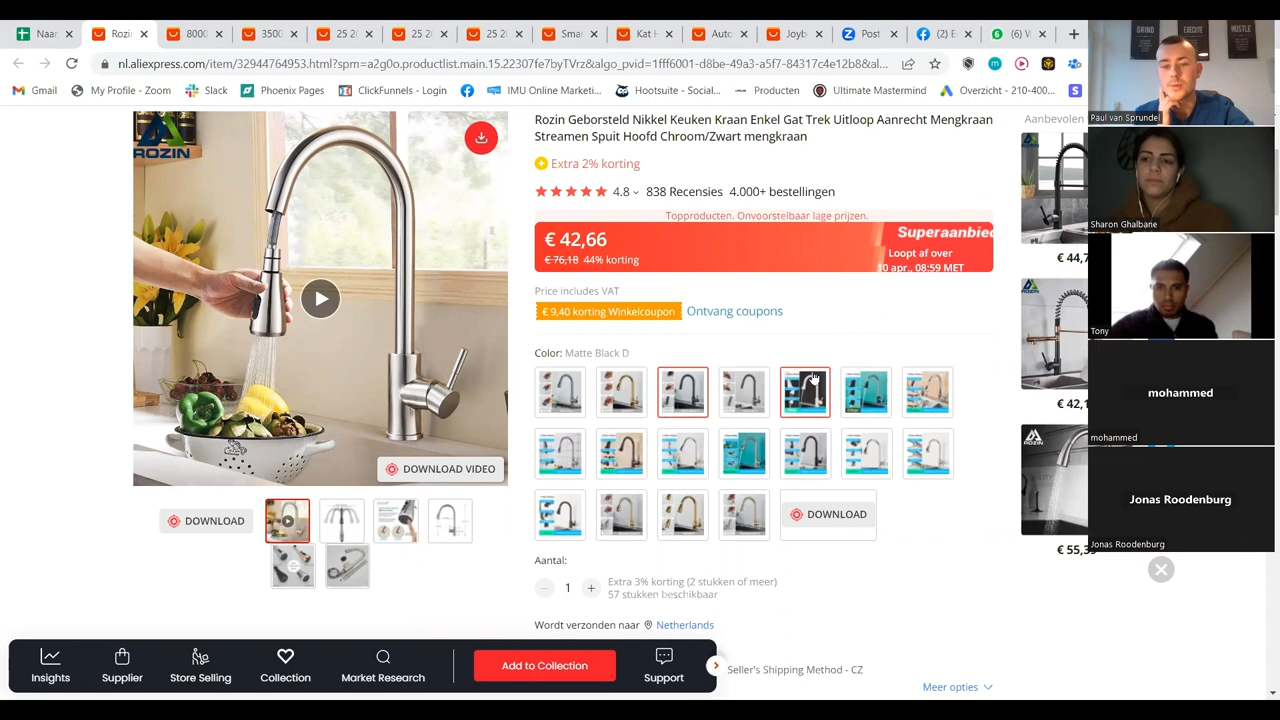 Naar
Rozin
8000
3500
25 2
25 2
25 2
Sma
Kat H
Auto
Joyb
Post
(2) E
(6) V
nl.aliexpress.com/item/32944764953.html?spm=a2g0o.productmain.15.22307fe7byTVrz&algo_pvid=1fff6001-d8be-49a3-a5f7-84317c4e12b8&al...
Gmail
My Profile - Zoom
Slack
Phoenix Pages
ClickFunnels - Login
IMU Online Marketi...
Hootsuite - Social...
Producten
Ultimate Mastermind
Overzicht - 210-400...
ROZIN
Rozin Geborsteld Nikkel Keuken Kraan Enkel Gat Trek Uitloop Aanrecht Mengkraan
Streamen Spuit Hoofd Chroom/Zwart mengkraan
Extra 2% korting
4.8 838 Recensies 4.000+ bestellingen
Topproducten. Onvoorstelbaar lage prijzen.
€ 42,66
€ 76,18 44% korting
Superaanbied
Loopt af over
10 apr., 08:59 MET
Price includes VAT
€ 9,40 korting Winkelcoupon Ontvang coupons
Color: Matte Black D
DOWNLOAD VIDEO
DOWNLOAD
DOWNLOAD
Aantal:
1
Extra 3% korting (2 stukken of meer)
57 stukken beschikbaar
Wordt verzonden naar Netherlands
Seller's Shipping Method - CZ
Meer opties
Insights
Supplier
Store Selling
Collection
Market Research
Add to Collection
Support
Aanbevolen
€ 44,7
ROZIN
€ 42,1
ROZIN
€ 55,3
GRIND
EXECUTE
HUSTLE
Paul van Sprundel
Sharon Ghalbane
Tony
mohammed
mohammed
Jonas Roodenburg
Jonas Roodenburg